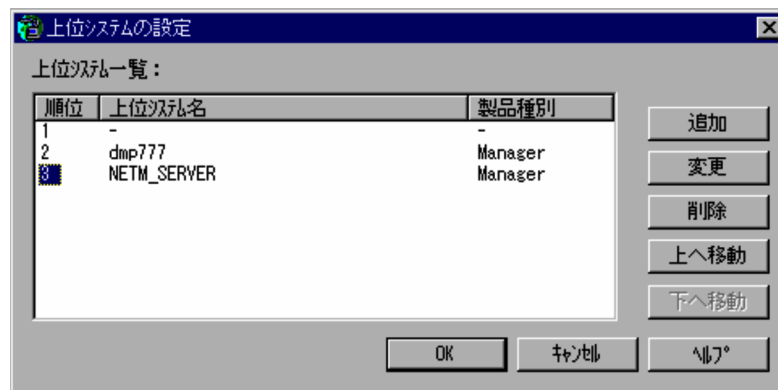 上位ｼｽﾃﾑの設定
上位ｼｽﾃﾑ一覧：
順位 上位ｼｽﾃﾑ名 製品種別
1 - -
2 dmp777 Manager
3 NETM_SERVER Manager
追加
変更
削除
上へ移動
下へ移動
OK ｷｬﾝｾﾙ ﾍﾙﾌﾟ